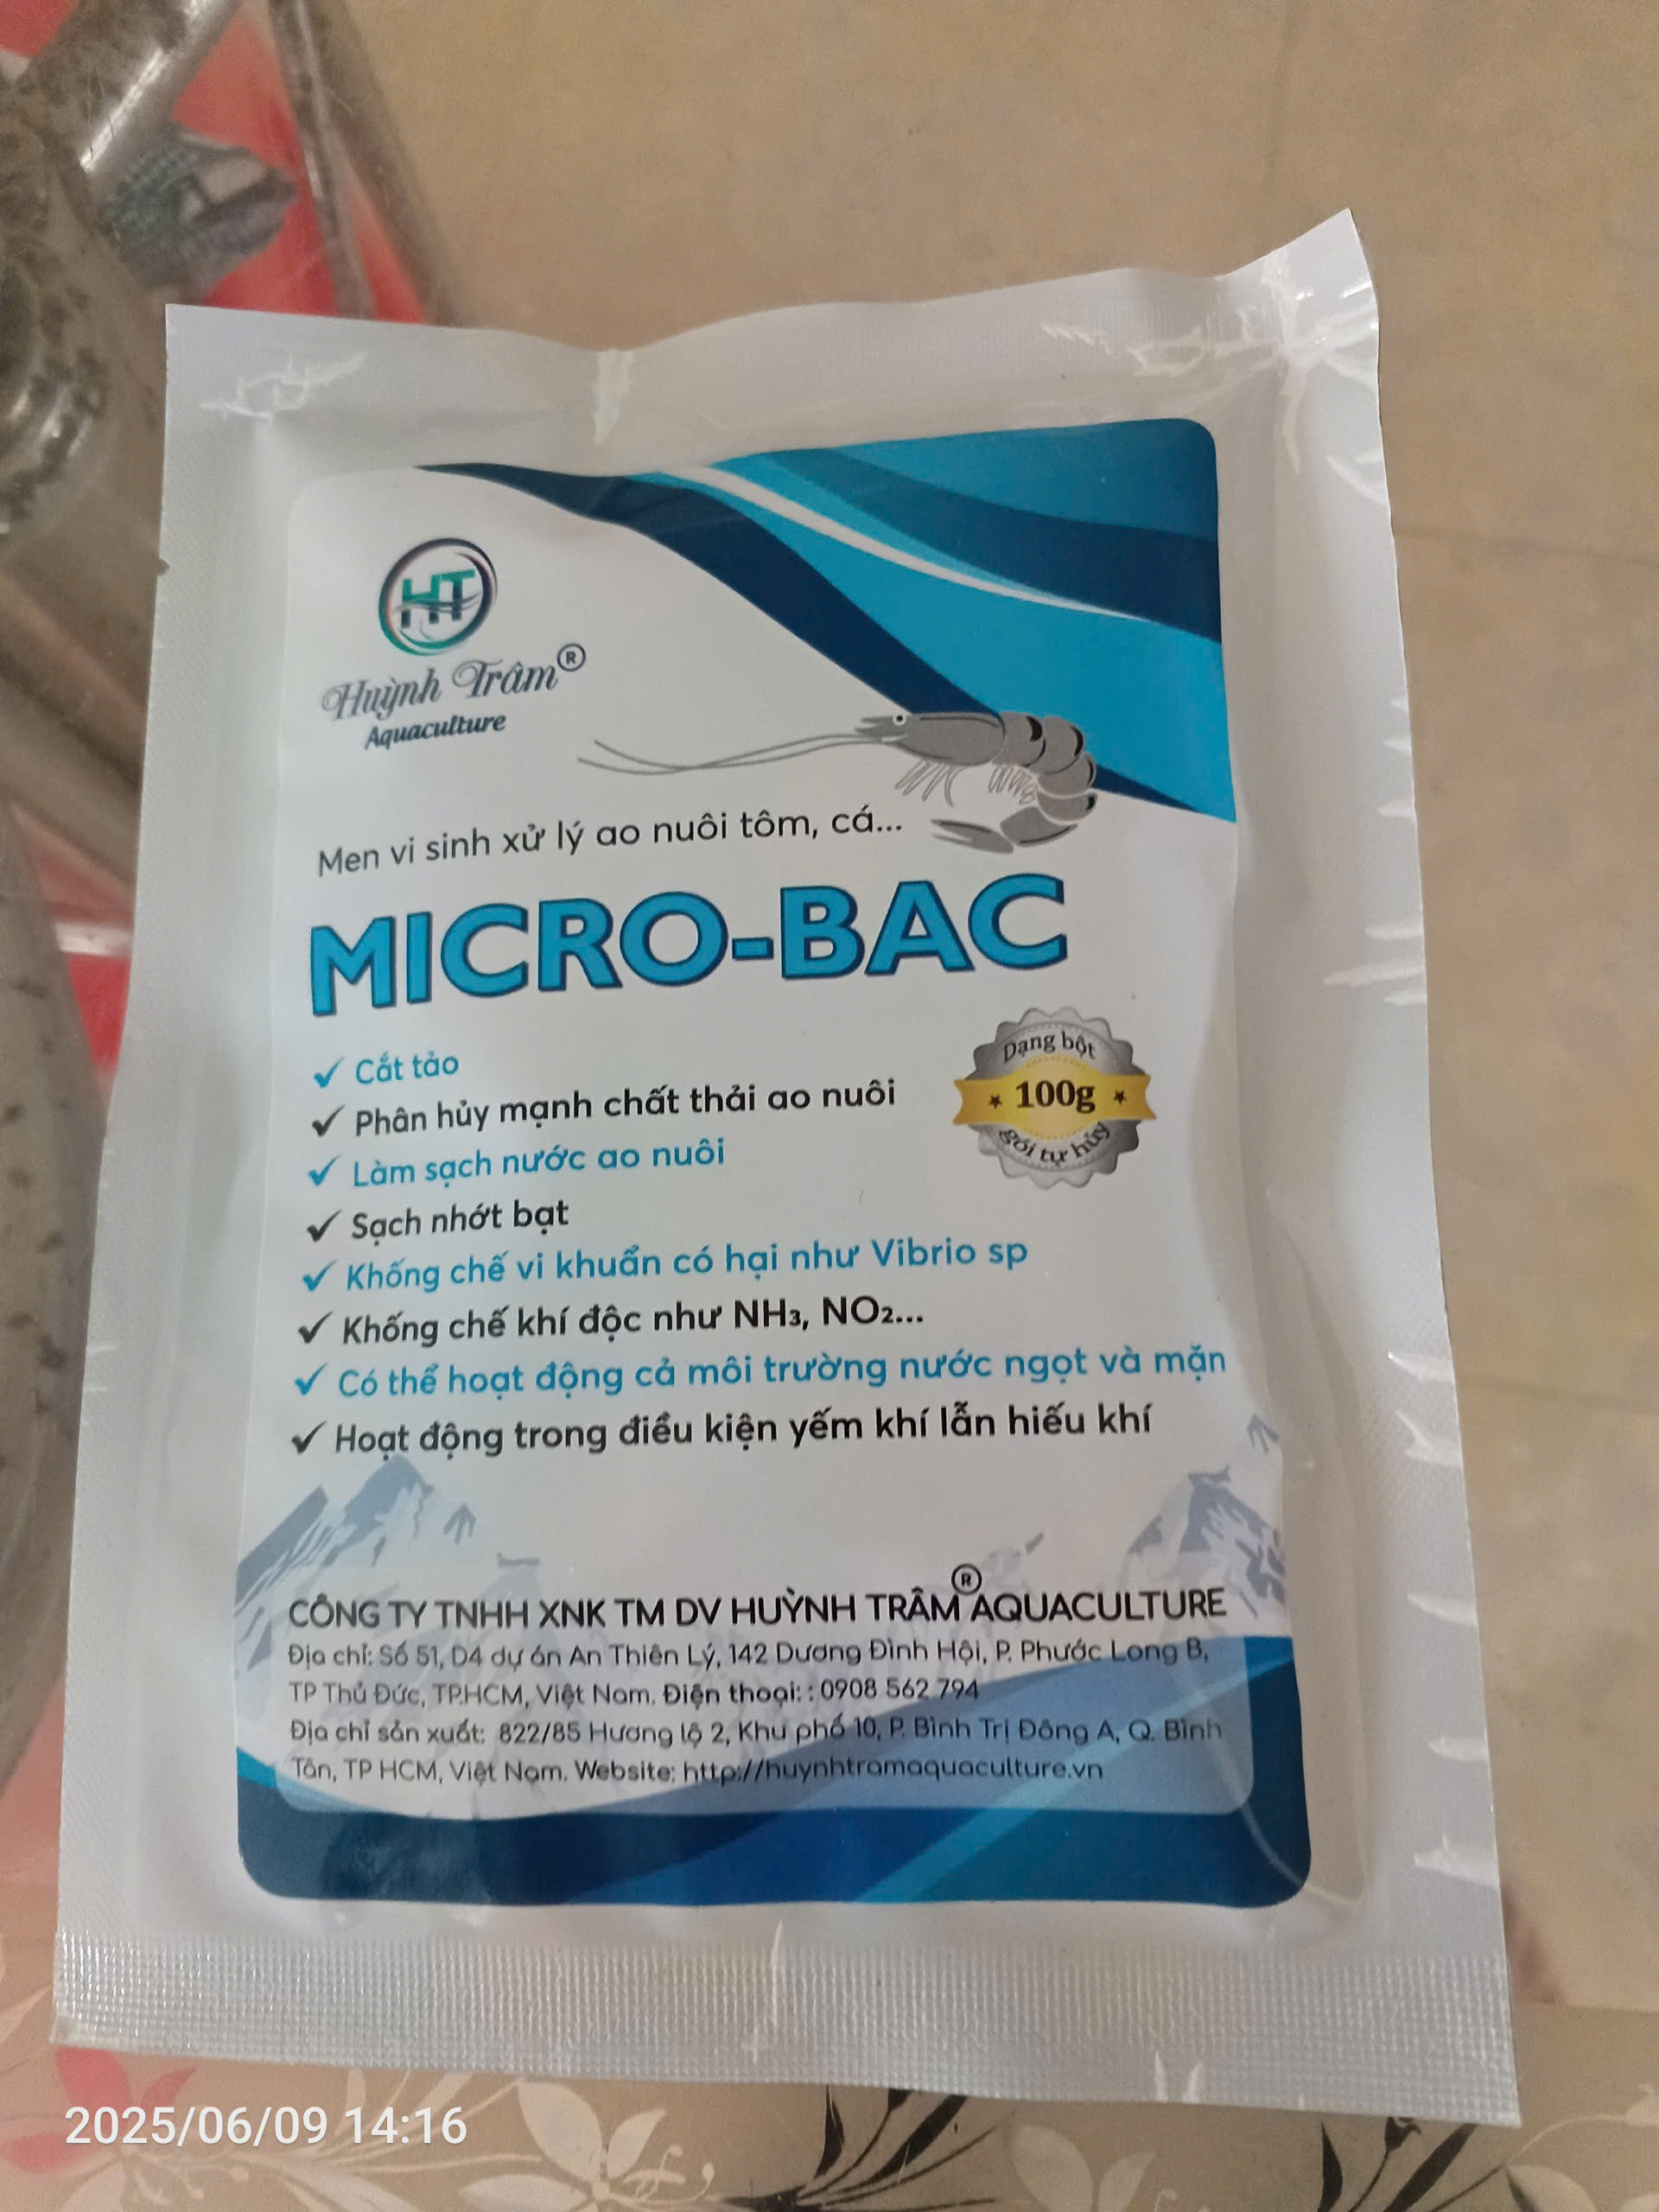 HT
Huỳnh Trâm®
Aquaculture
Men vi sinh xử lý ao nuôi tôm, cá...
MICRO-BAC
✓ Cắt tảo
✓ Phân hủy mạnh chất thải ao nuôi
✓ Làm sạch nước ao nuôi
✓ Sạch nhớt bạt
✓ Khống chế vi khuẩn có hại như Vibrio sp
✓ Khống chế khí độc như NH₃, NO₂...
✓ Có thể hoạt động cả môi trường nước ngọt và mặn
✓ Hoạt động trong điều kiện yếm khí lẫn hiếu khí
Dạng bột
100g
gói tự hủy
CÔNG TY TNHH XNK TM DV HUỲNH TRÂM® AQUACULTURE
Địa chỉ: Số 51, D4 dự án An Thiên Lý, 142 Dương Đình Hội, P. Phước Long B,
TP Thủ Đức, TP.HCM, Việt Nam. Điện thoại: : 0908 562 794
Địa chỉ sản xuất: 822/85 Hương lộ 2, Khu phố 10, P. Bình Trị Đông A, Q. Bình
Tân, TP HCM, Việt Nam. Website: http://huynhtramaquaculture.vn
2025/06/09 14:16